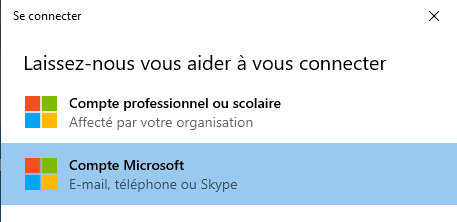 Se connecter
Laissez-nous vous aider à vous connecter
Compte professionnel ou scolaire
Affecté par votre organisation
Compte Microsoft
E-mail, téléphone ou Skype